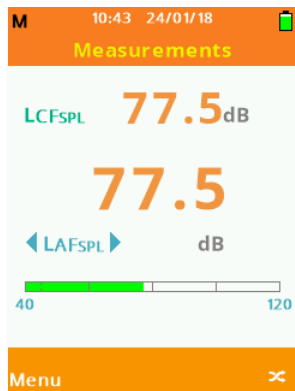 M 10:43 24/01/18
Measurements
LCFSPL 77.5dB
77.5
LAFSPL dB
40 120
Menu